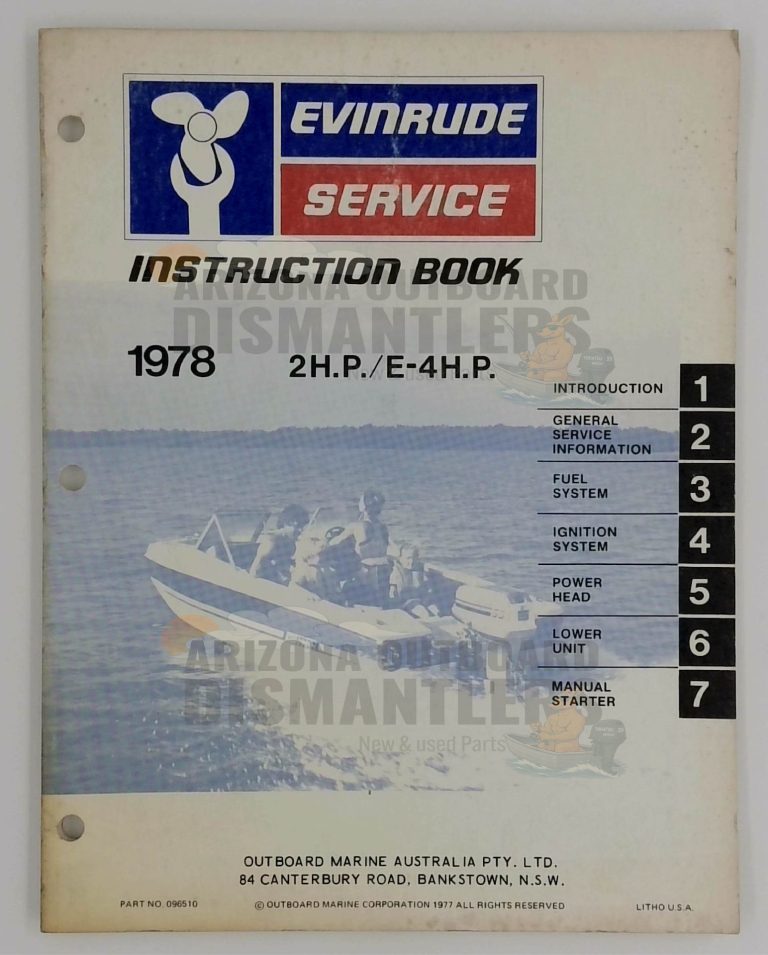 EVINRUDE
SERVICE
INSTRUCTION BOOK
ARIZONA OUTBOARD
DISMANTLERS
New & used Parts
1978
2H.P./E-4H.P.
INTRODUCTION 1
GENERAL
SERVICE
INFORMATION 2
FUEL
SYSTEM 3
IGNITION
SYSTEM 4
POWER
HEAD 5
LOWER
UNIT 6
MANUAL
STARTER 7
ARIZONA OUTBOARD
DISMANTLERS
New & used Parts
OUTBOARD MARINE AUSTRALIA PTY. LTD.
84 CANTERBURY ROAD, BANKSTOWN, N.S.W.
PART NO. 096510
© OUTBOARD MARINE CORPORATION 1977 ALL RIGHTS RESERVED
LITHO U.S.A.